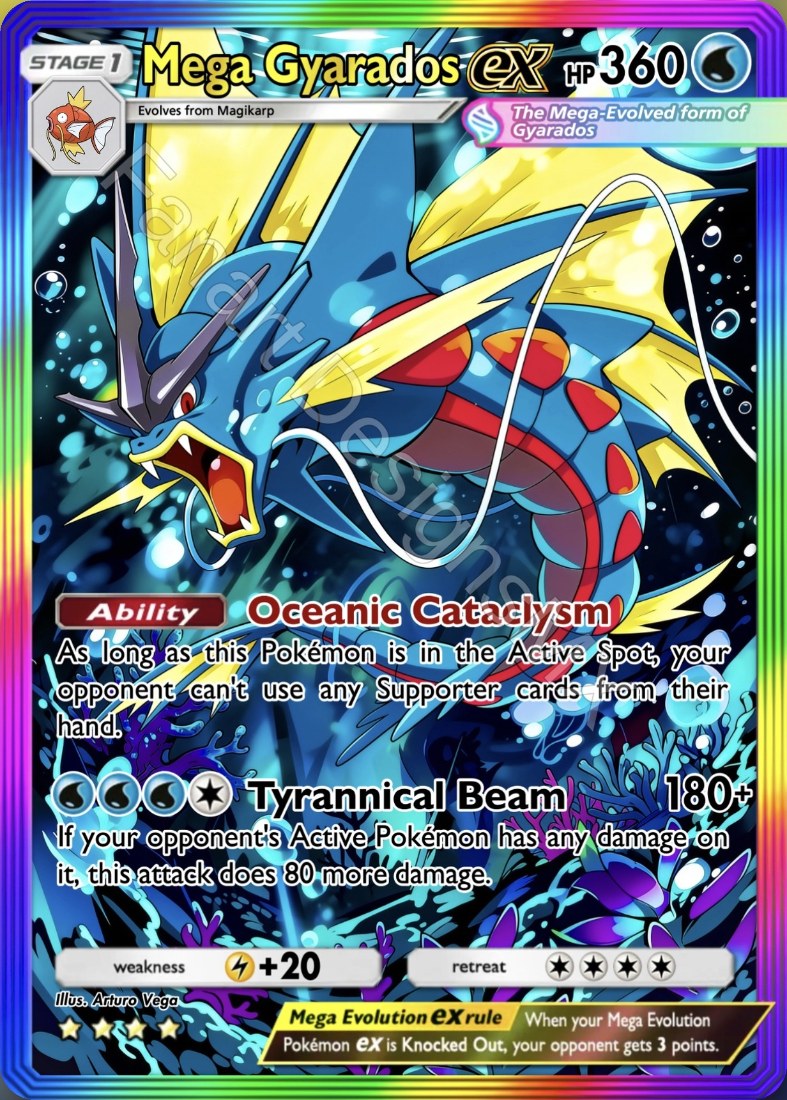 STAGE 1
Mega Gyarados ex HP 360
Evolves from Magikarp
The Mega-Evolved form of
Gyarados
Fanart Designs
Ability Oceanic Cataclysm
As long as this Pokémon is in the Active Spot, your
opponent can't use any Supporter cards from their
hand.
Tyrannical Beam 180+
If your opponent's Active Pokémon has any damage on
it, this attack does 80 more damage.
weakness +20 retreat
Illus. Arturo Vega
Mega Evolution ex rule When your Mega Evolution
Pokémon ex is Knocked Out, your opponent gets 3 points.